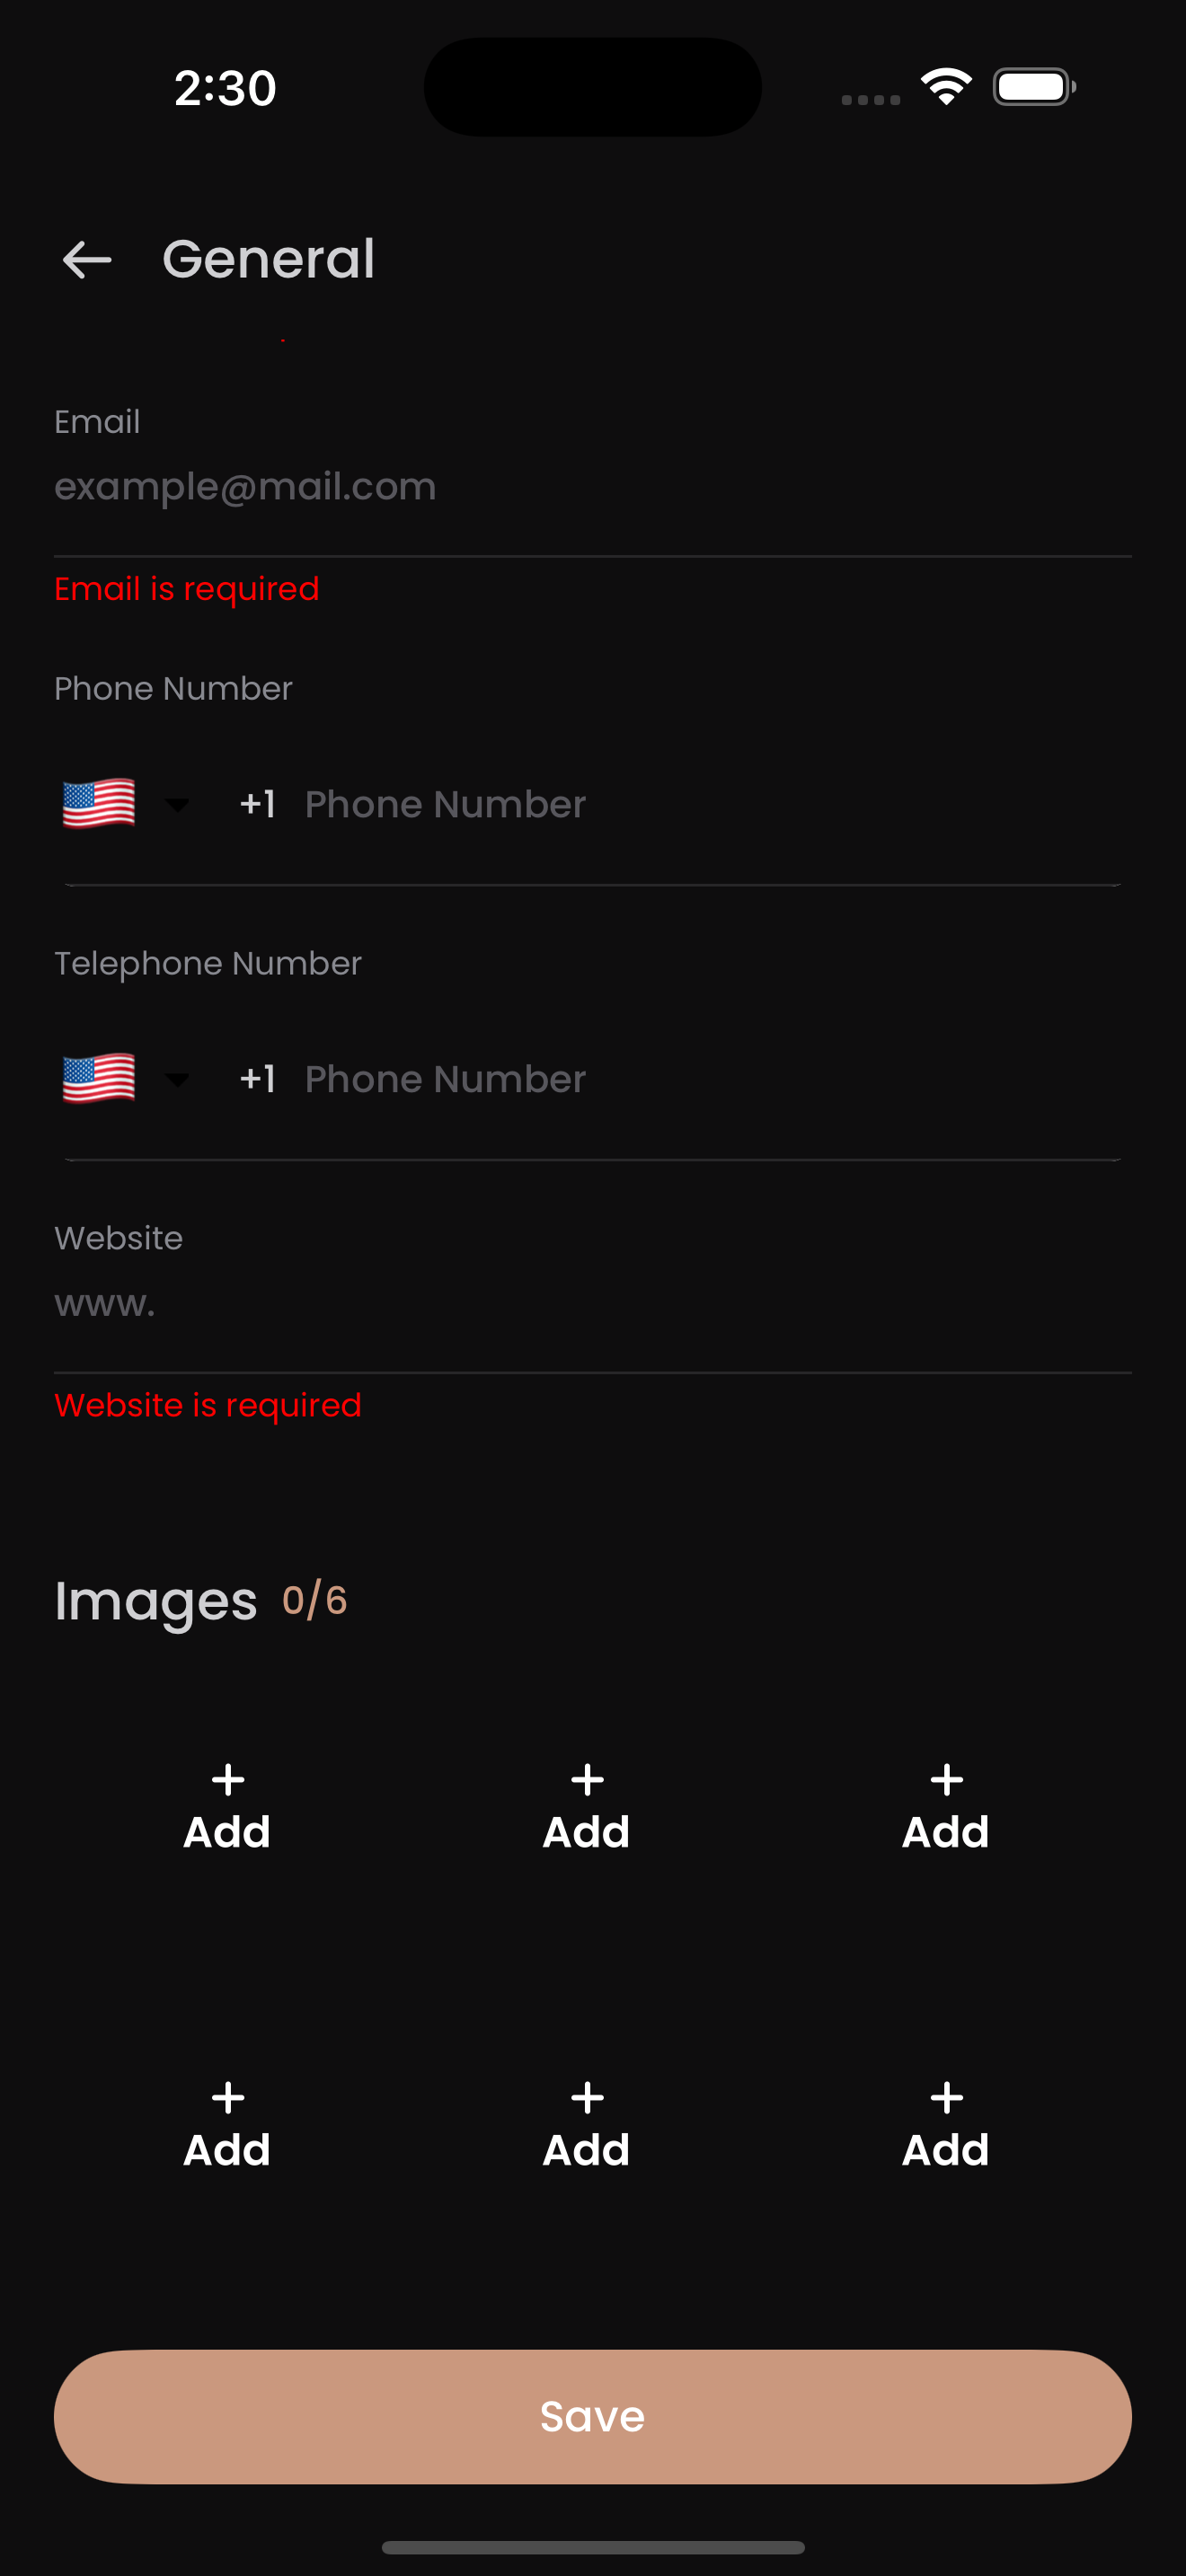 2:30
General
Email
example@mail.com
Email is required
Phone Number
+1 Phone Number
Telephone Number
+1 Phone Number
Website
www.
Website is required
Images 0/6
Add Add Add
Add Add Add
Save